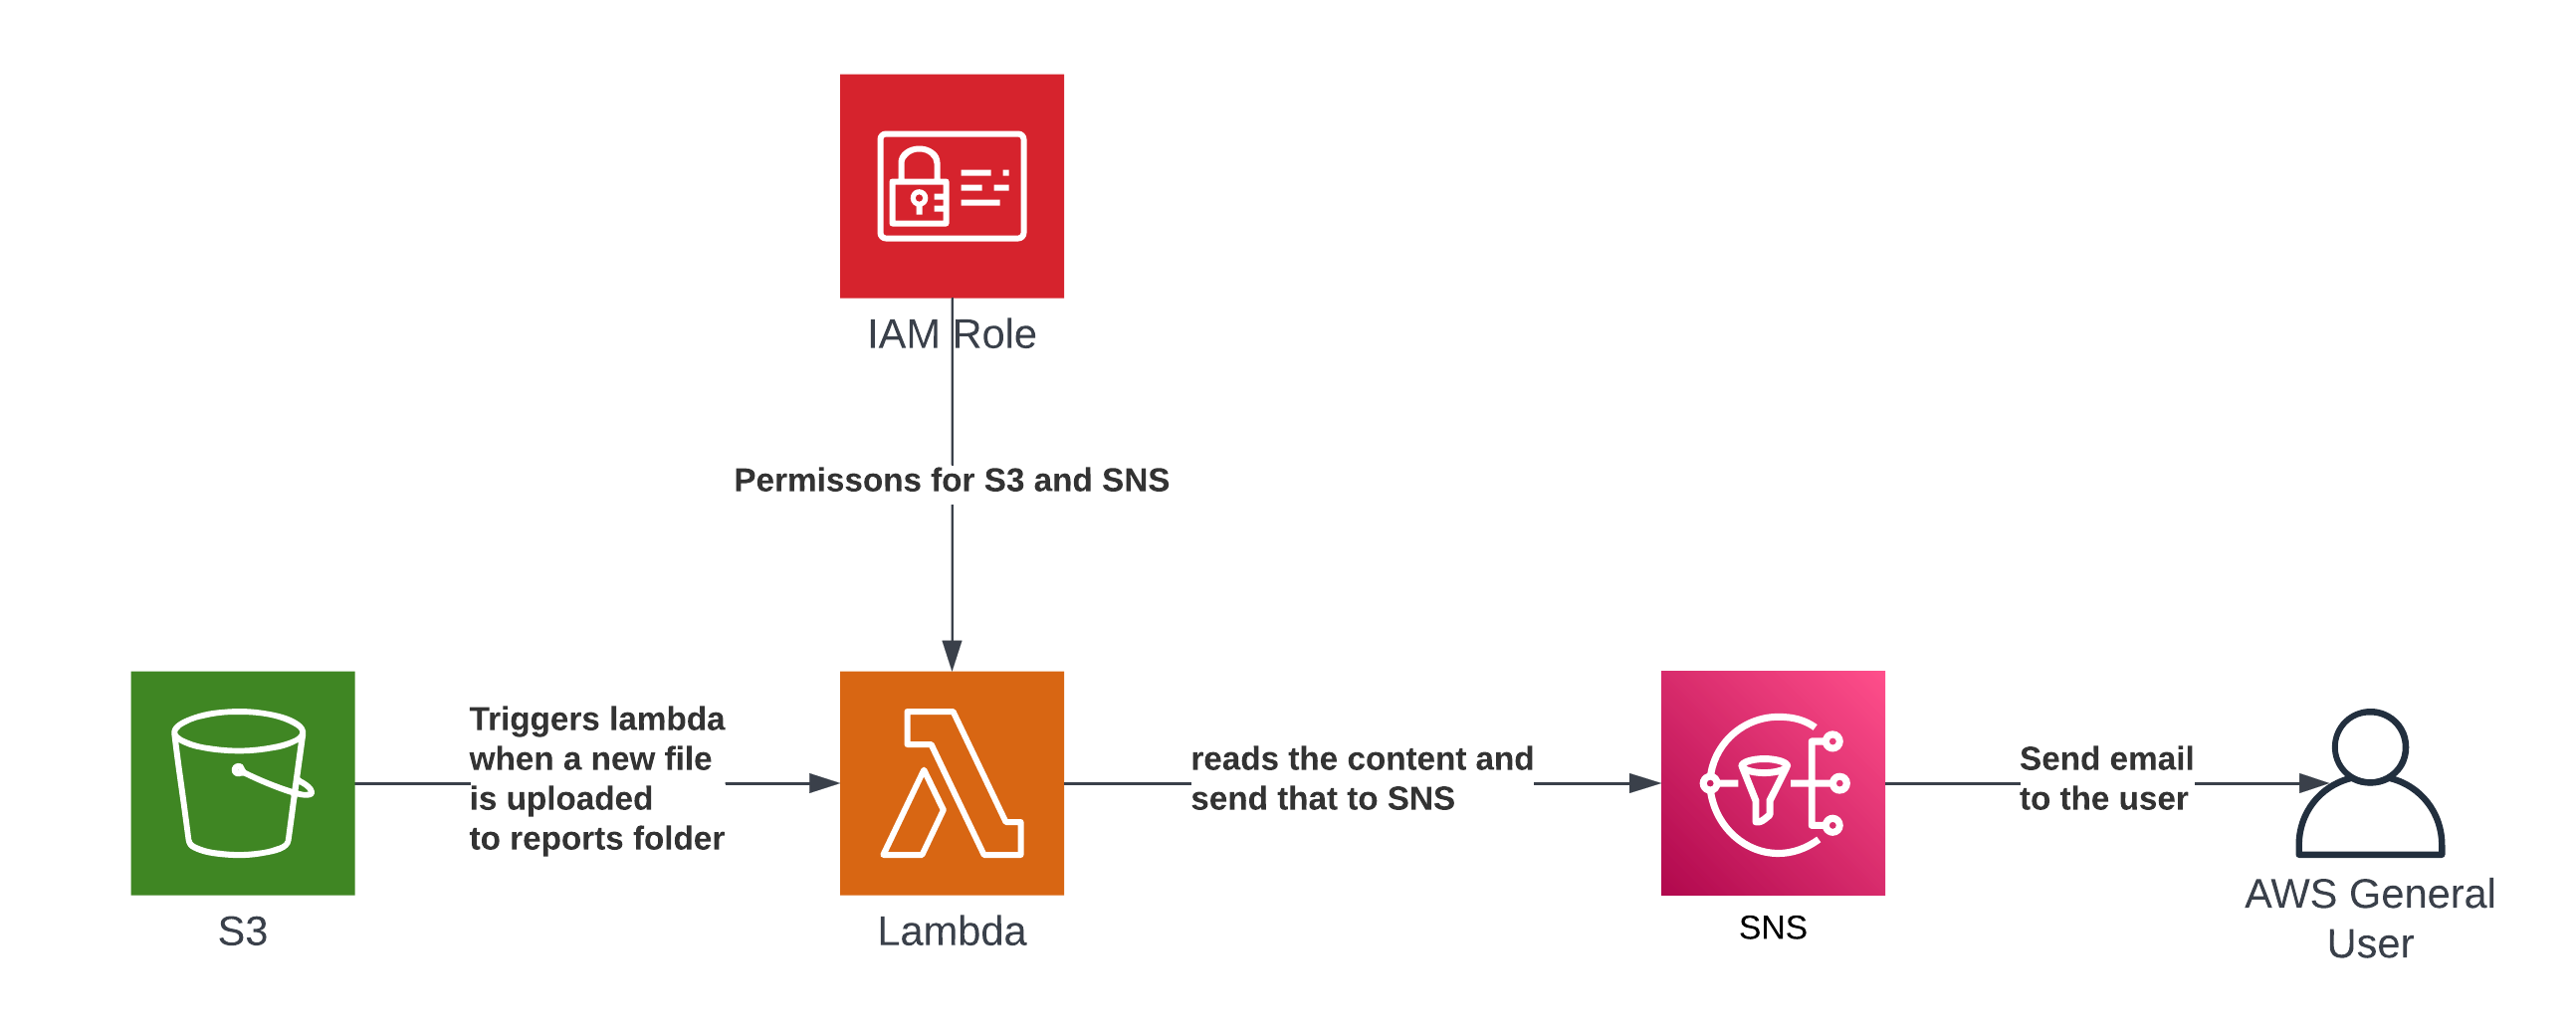 IAM Role
Permissons for S3 and SNS
Triggers lambda
when a new file
is uploaded
to reports folder
reads the content and
send that to SNS
Send email
to the user
S3
Lambda
SNS
AWS General
User